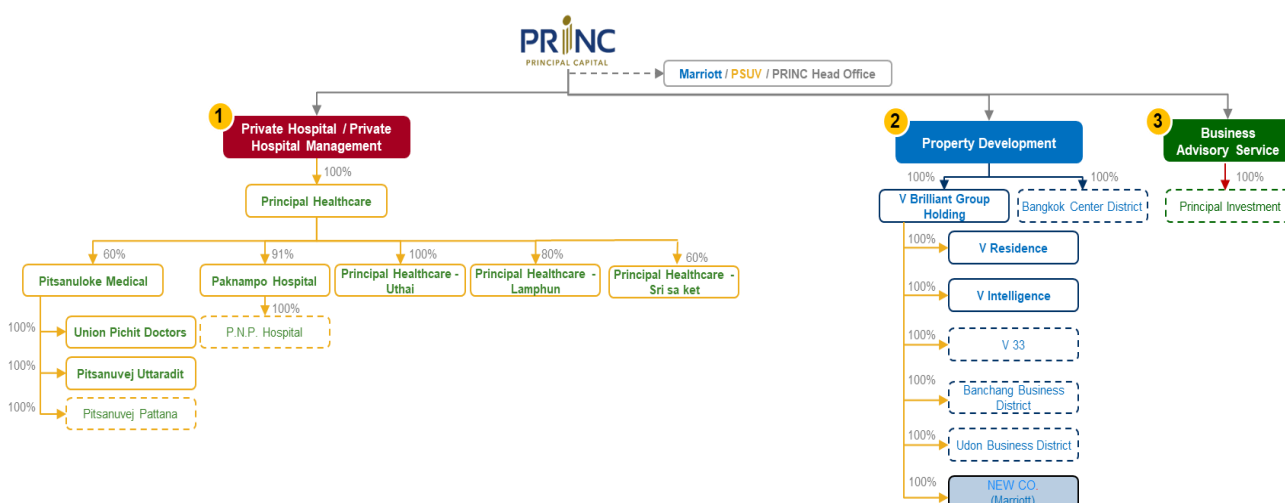 PRINC
PRINCIPAL CAPITAL
Marriott / PSUV / PRINC Head Office
1
Private Hospital / Private
Hospital Management
2
Property Development
3
Business
Advisory Service
100%
Principal Healthcare
100%
V Brilliant Group
Holding
100%
Bangkok Center District
100%
Principal Investment
60%
Pitsanuloke Medical
91%
Paknampo Hospital
100%
Principal Healthcare -
Uthai
80%
Principal Healthcare -
Lamphun
60%
Principal Healthcare -
Sri sa ket
100%
Union Pichit Doctors
100%
Pitsanuvej Uttaradit
100%
Pitsanuvej Pattana
100%
P.N.P. Hospital
100%
V Residence
100%
V Intelligence
100%
V 33
100%
Banchang Business
District
100%
Udon Business District
100%
NEW CO.
(Marriott)